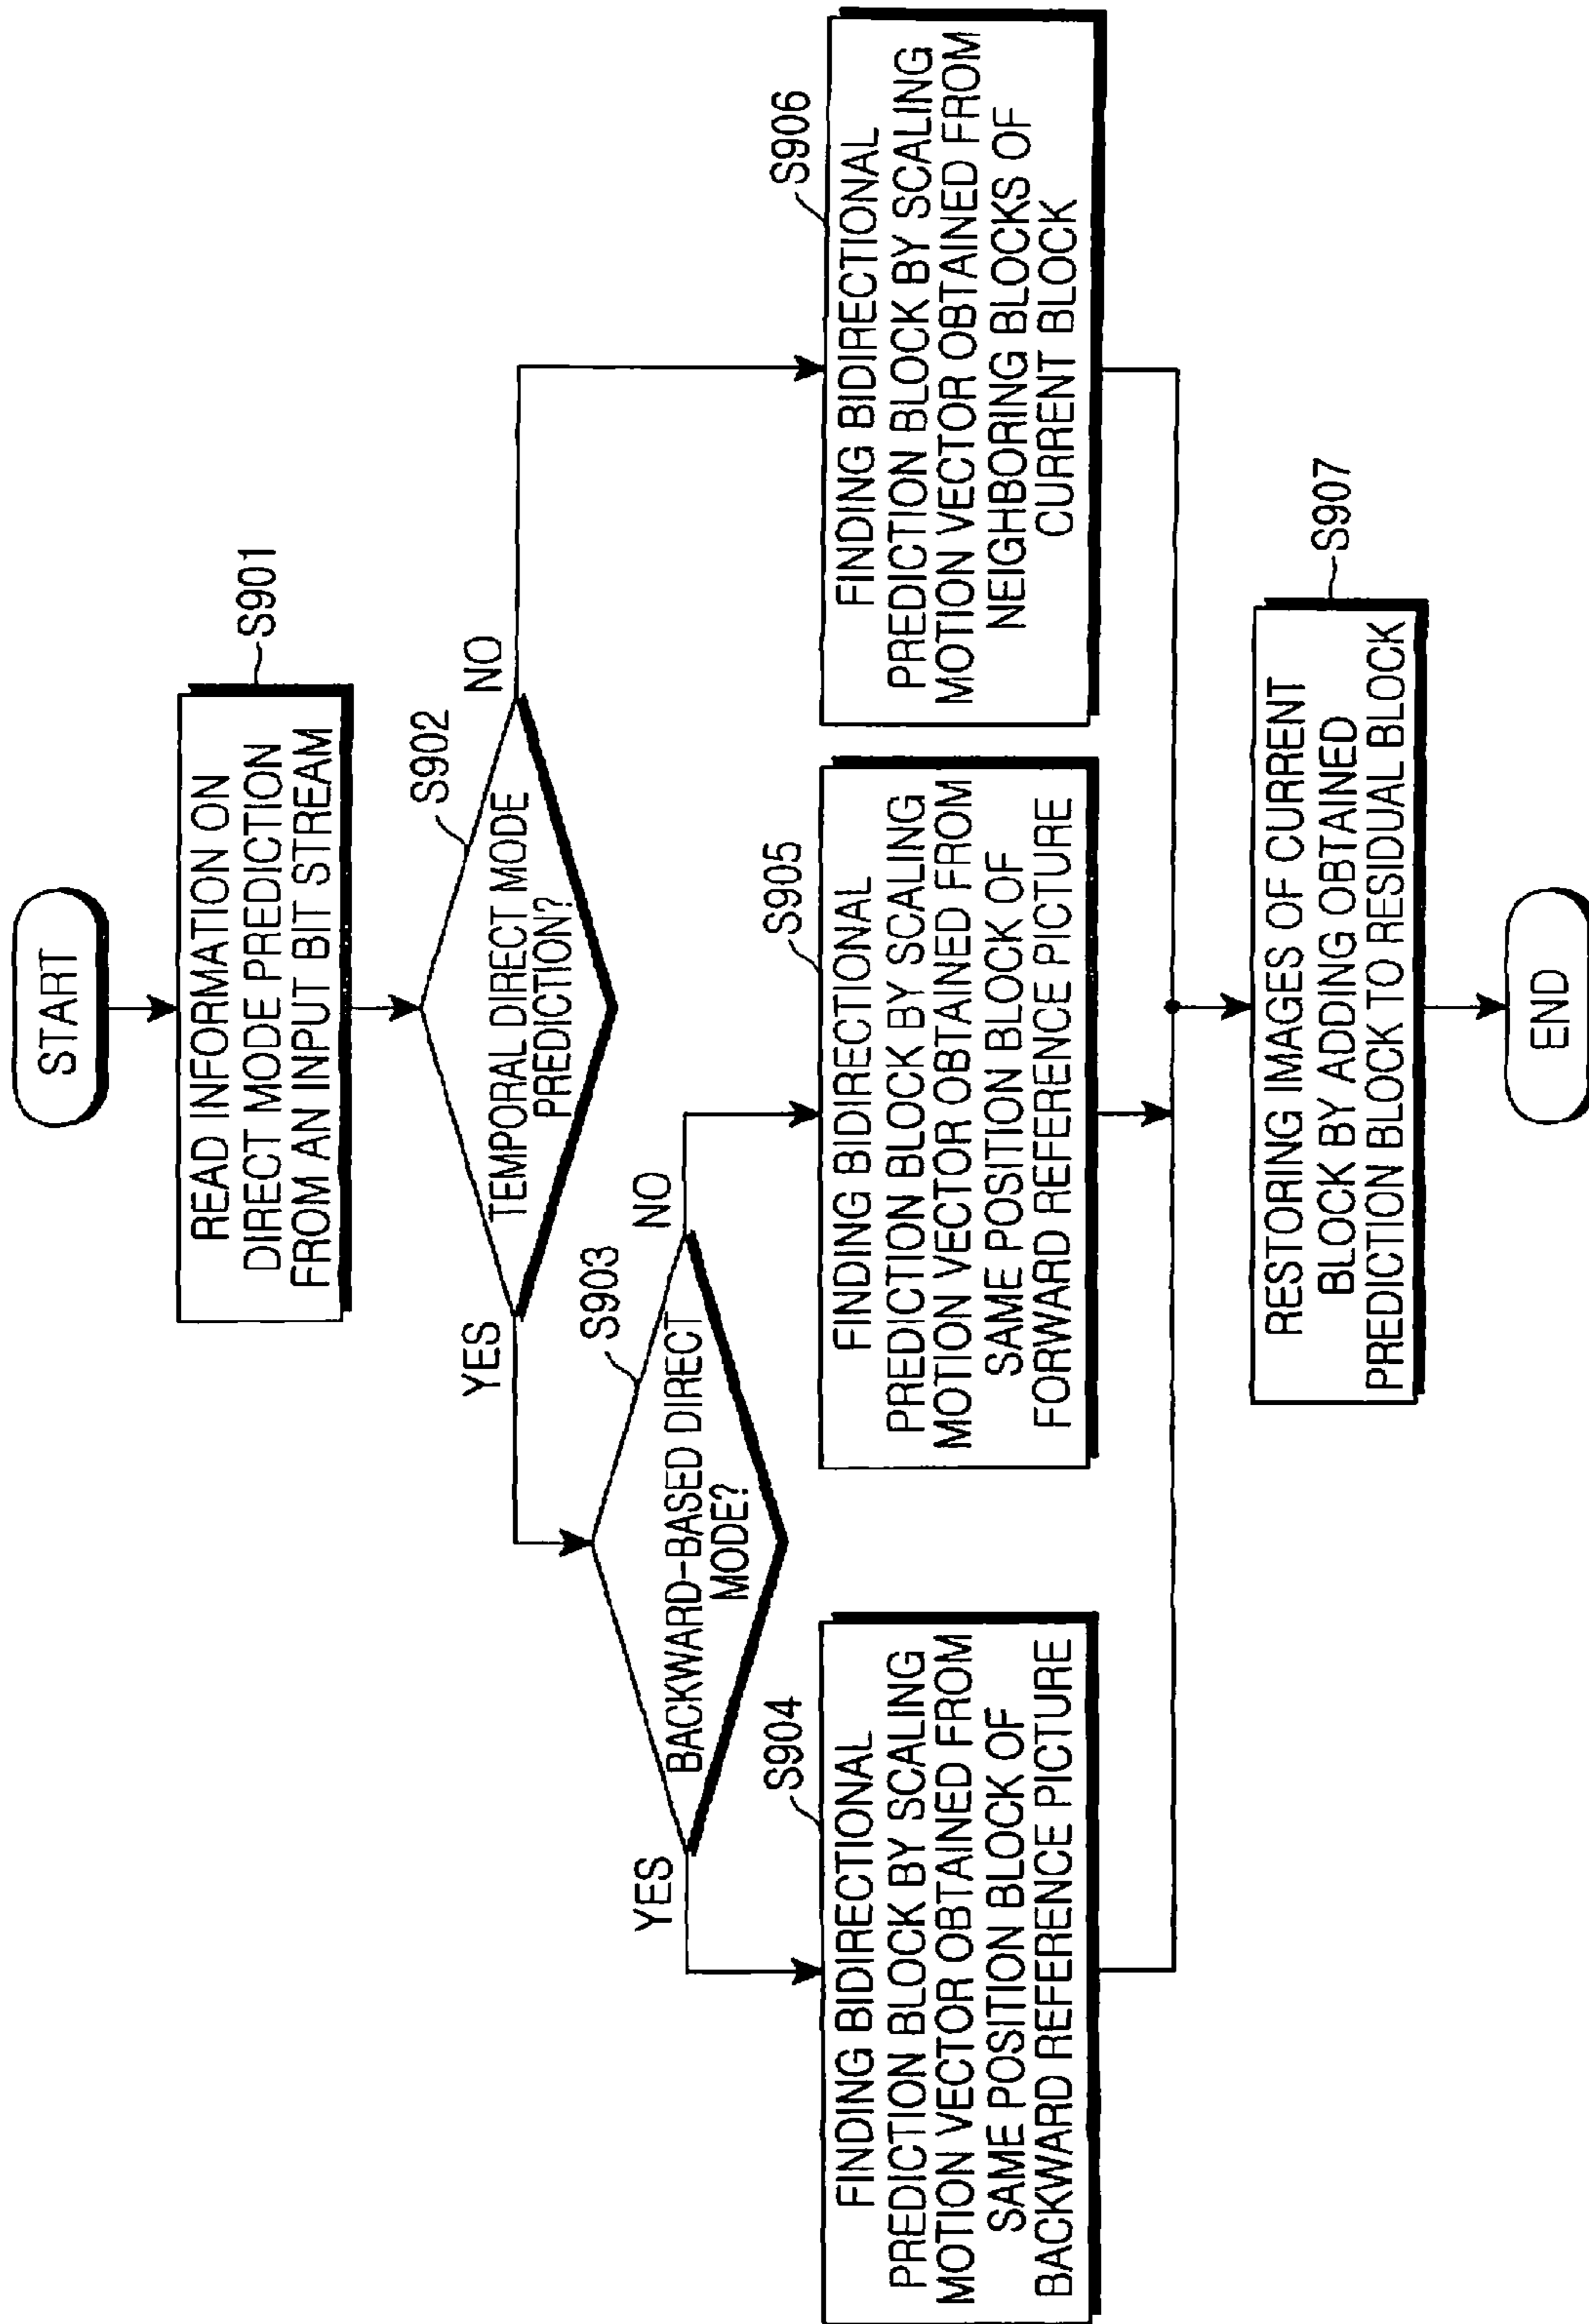 START
READ INFORMATION ON
DIRECT MODE PREDICTION
FROM AN INPUT BIT STREAM
S901
TEMPORAL DIRECT MODE
PREDICTION?
S902
YES
NO
BACKWARD-BASED DIRECT
MODE?
S903
YES
NO
S904
FINDING BIDIRECTIONAL
PREDICTION BLOCK BY SCALING
MOTION VECTOR OBTAINED FROM
SAME POSITION BLOCK OF
BACKWARD REFERENCE PICTURE
S905
FINDING BIDIRECTIONAL
PREDICTION BLOCK BY SCALING
MOTION VECTOR OBTAINED FROM
SAME POSITION BLOCK OF
FORWARD REFERENCE PICTURE
S906
FINDING BIDIRECTIONAL
PREDICTION BLOCK BY SCALING
MOTION VECTOR OBTAINED FROM
NEIGHBORING BLOCKS OF
CURRENT BLOCK
S907
RESTORING IMAGES OF CURRENT
BLOCK BY ADDING OBTAINED
PREDICTION BLOCK TO RESIDUAL BLOCK
END